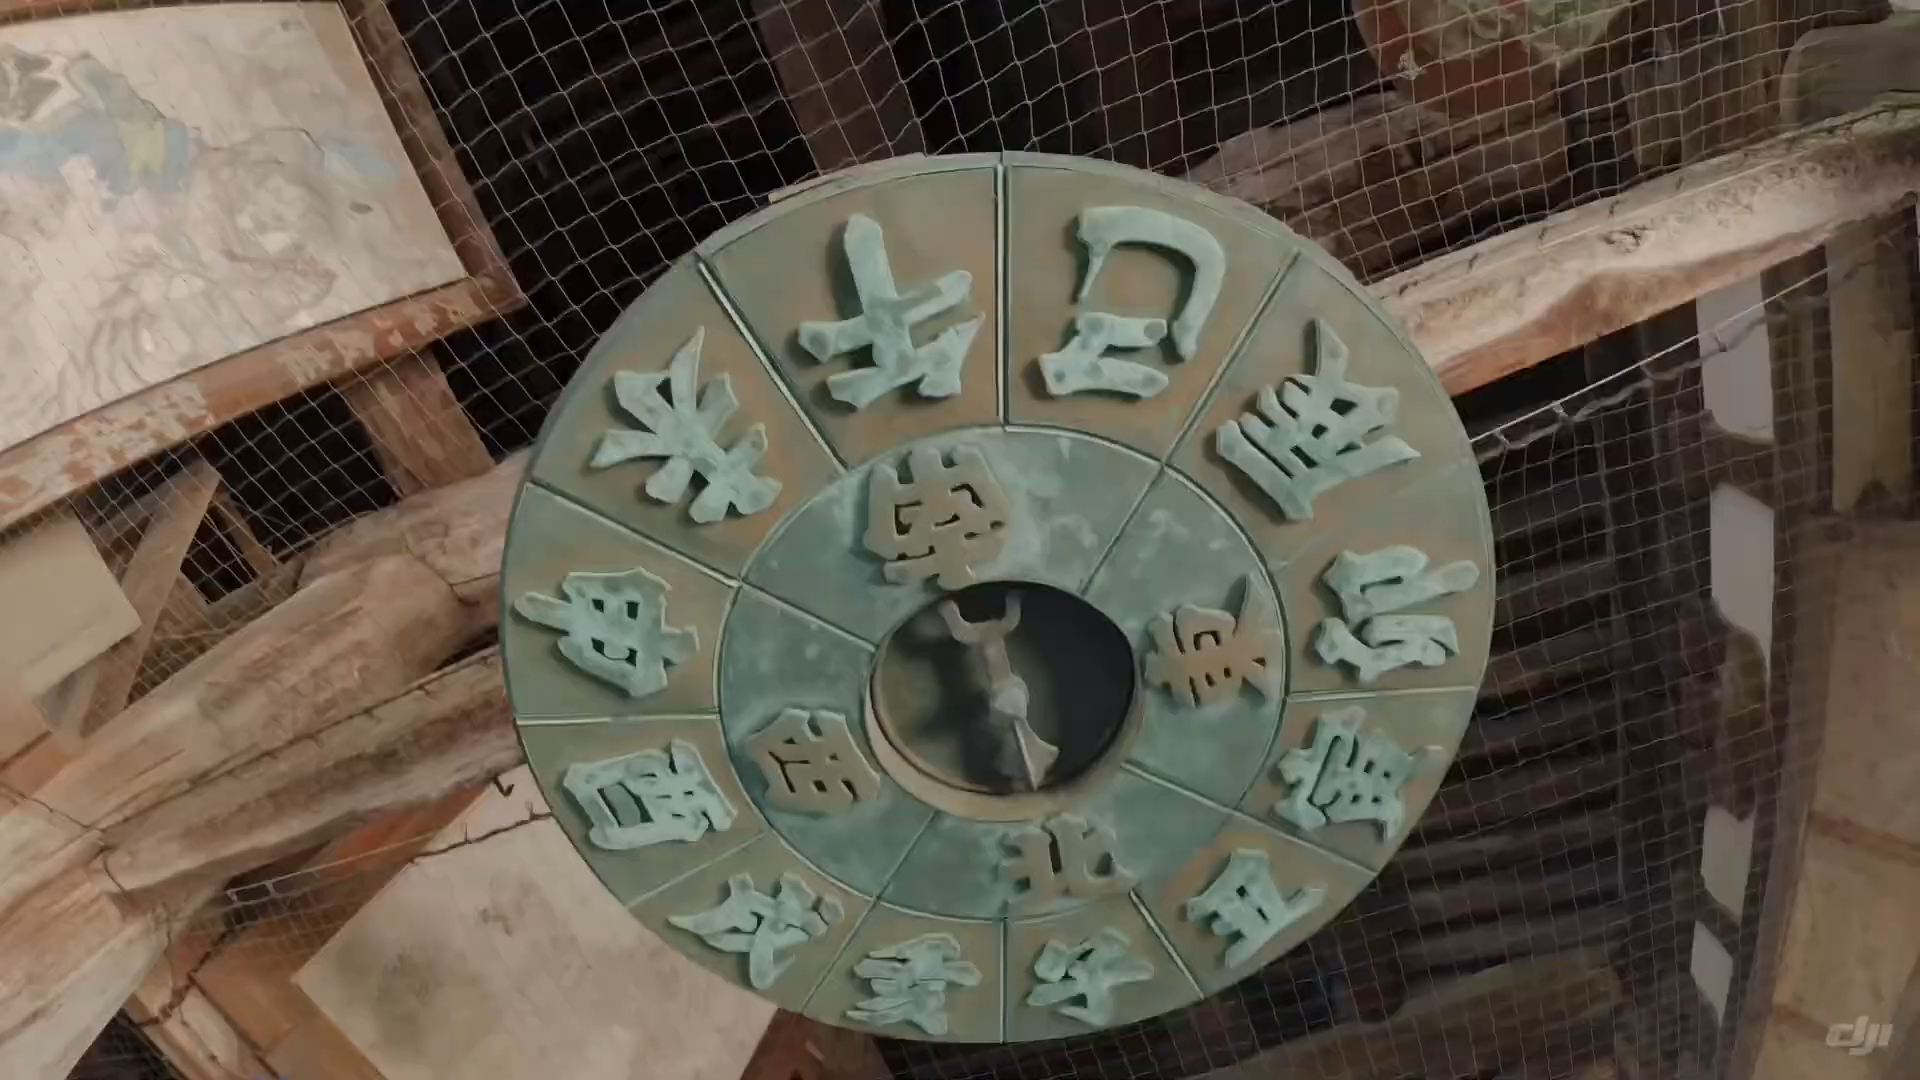 子
丑
寅
卯
辰
巳
午
未
申
酉
戌
亥
北
東
南
西
dji